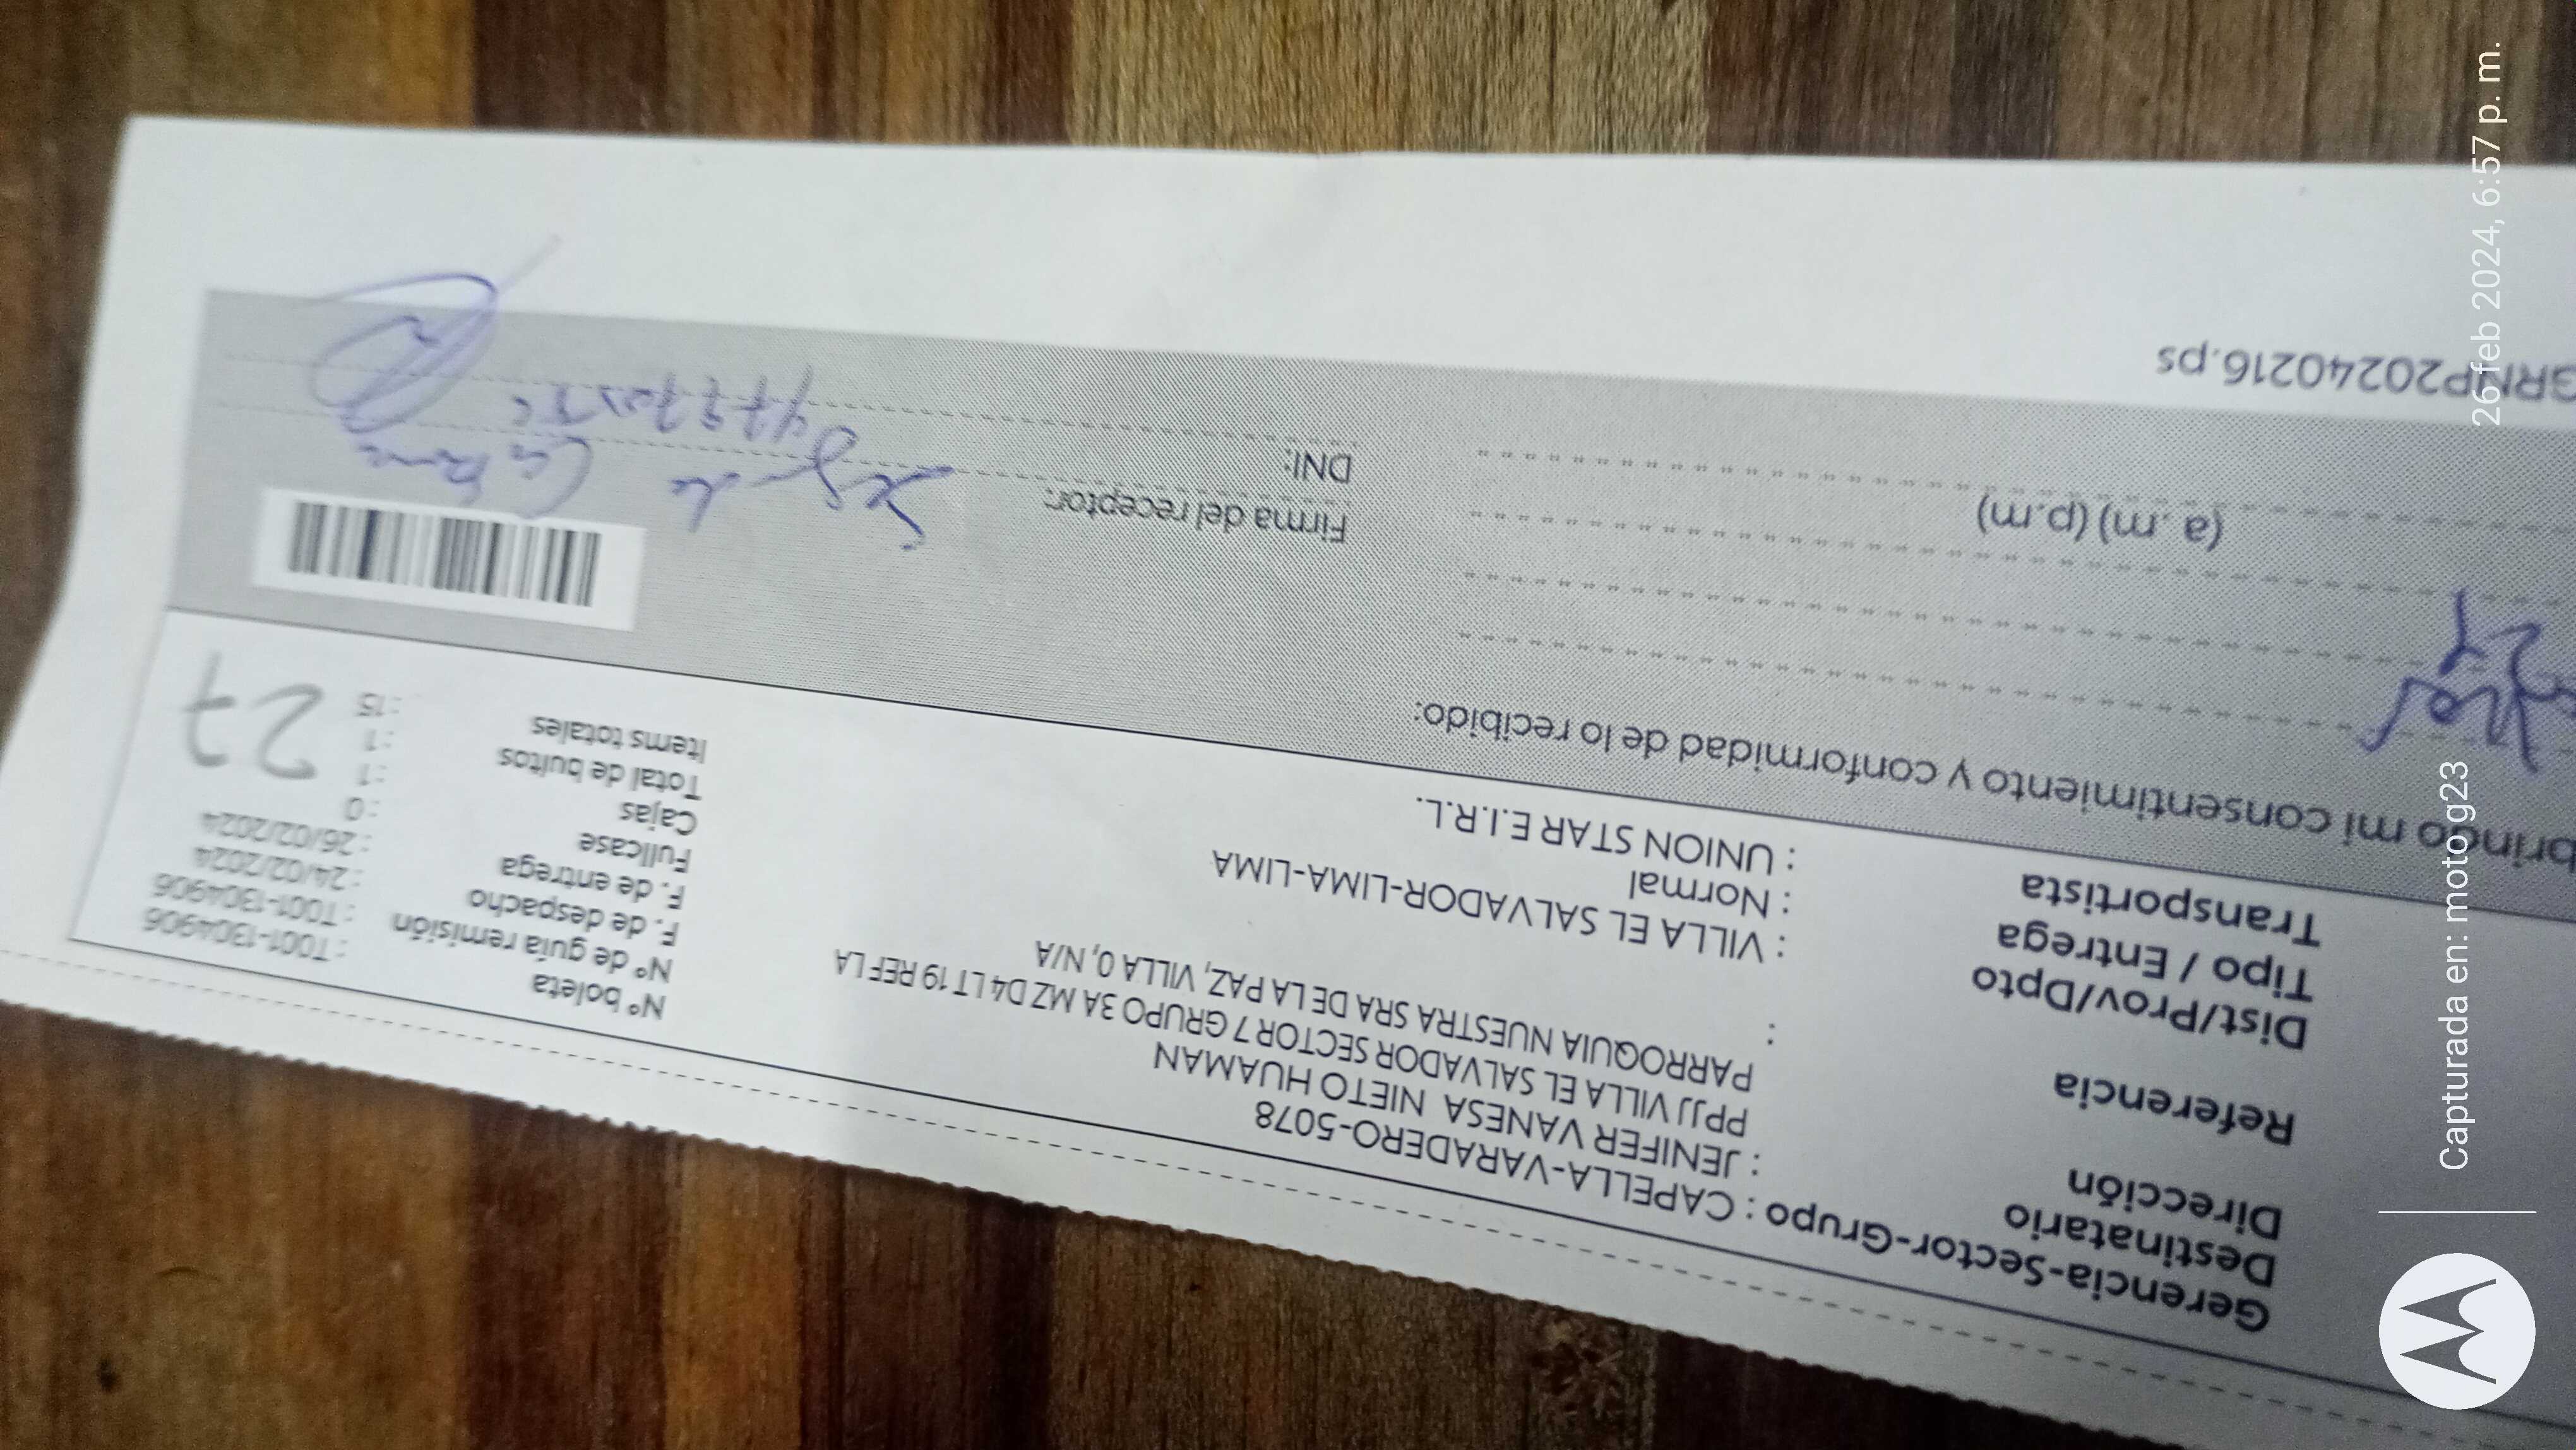 Gerencia-Sector-Grupo : CAPELLA-VARADERO-5078
Destinatario : JENIFER VANESA NIETO HUAMAN
Dirección PPJJ VILLA EL SALVADOR SECTOR 7 GRUPO 3A MZ D4 LT 19 REF LA
PARROQUIA NUESTRA SRA DE LA PAZ, VILLA 0, N/A
Referencia :
Dist/Prov/Dpto : VILLA EL SALVADOR-LIMA-LIMA
Tipo / Entrega : Normal
Transportista : UNION STAR E.I.R.L.
N° boleta : T001-1304906
N° de guía remisión : T001-1304906
F. de despacho : 24/02/2024
F. de entrega : 26/02/2024
Fullcase : 0
Cajas : 1
Total de bultos : 1
Items totales : 15
27
brindo mi consentimiento y conformidad de lo recibido:
(a .m) (p.m)
Firma del receptor:
DNI:
GRMP20240216.ps
Capturada en: moto g23
26 feb 2024, 6:57 p. m.